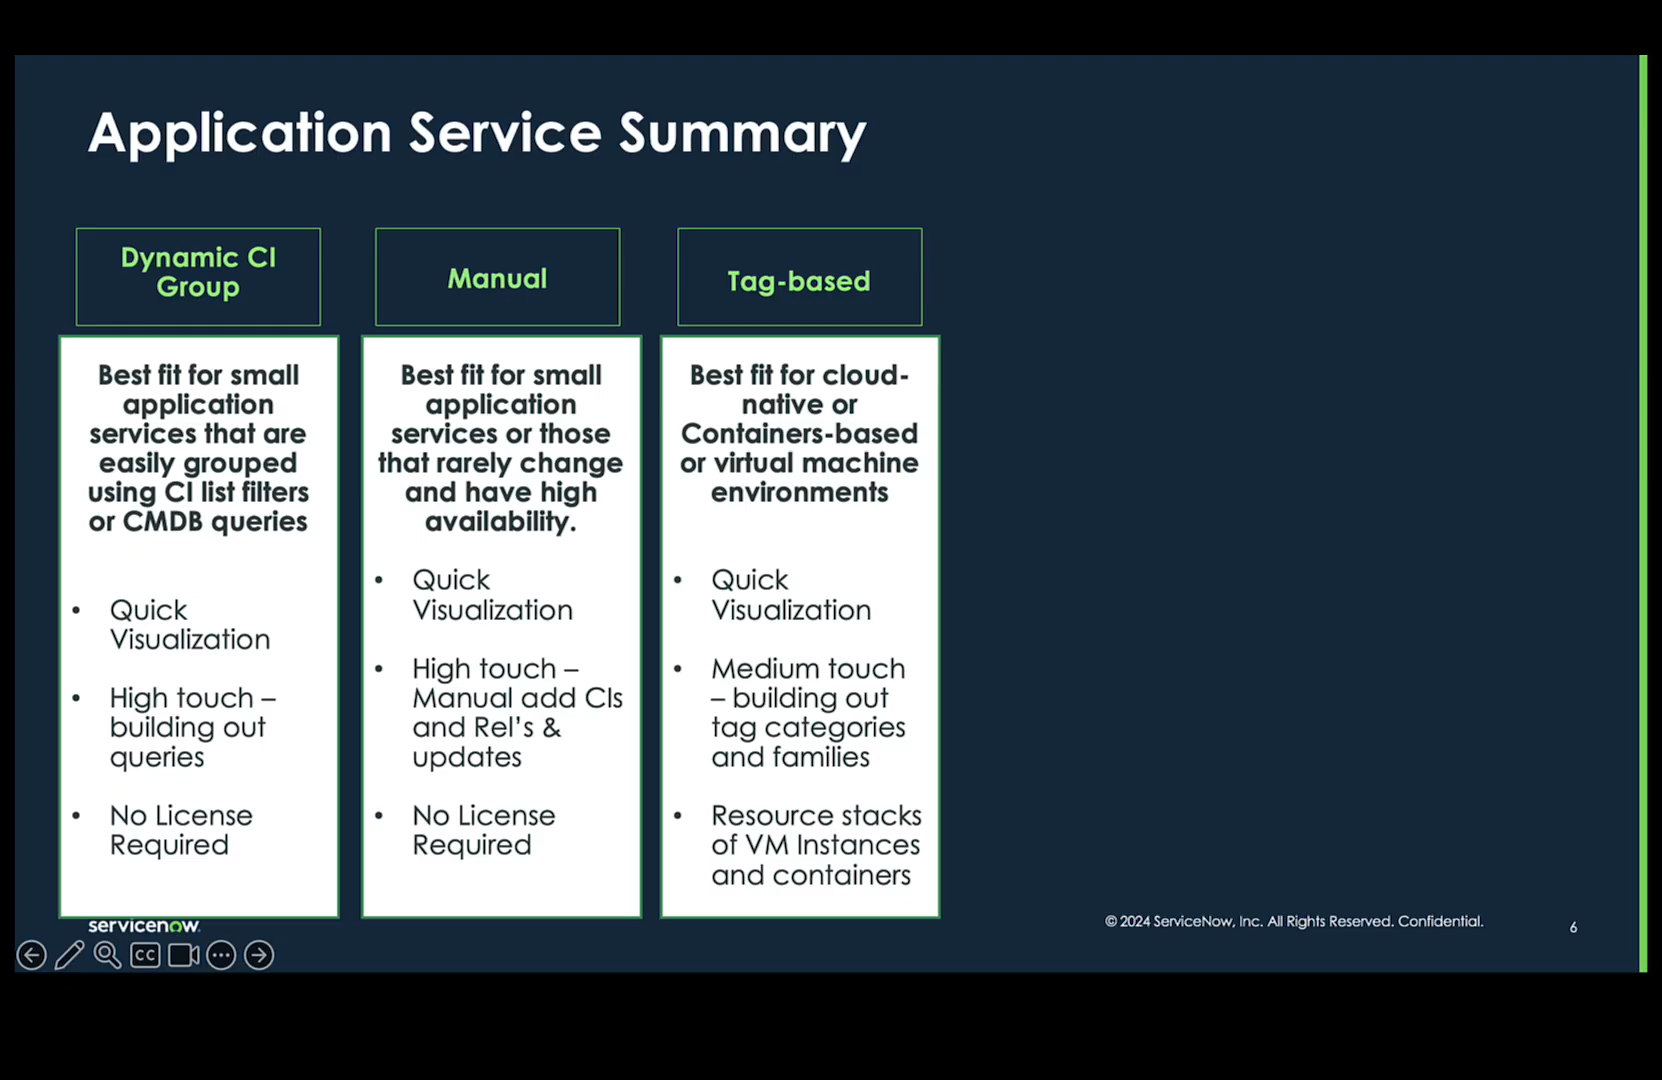 Application Service Summary
Dynamic CI
Group
Best fit for small
application
services that are
easily grouped
using CI list filters
or CMDB queries
• Quick
Visualization
• High touch –
building out
queries
• No License
Required
Manual
Best fit for small
application
services or those
that rarely change
and have high
availability.
• Quick
Visualization
• High touch –
Manual add CIs
and Rel’s &
updates
• No License
Required
Tag-based
Best fit for cloud-
native or
Containers-based
or virtual machine
environments
• Quick
Visualization
• Medium touch
– building out
tag categories
and families
• Resource stacks
of VM Instances
and containers
servicenow.
© 2024 ServiceNow, Inc. All Rights Reserved. Confidential.
6
CC